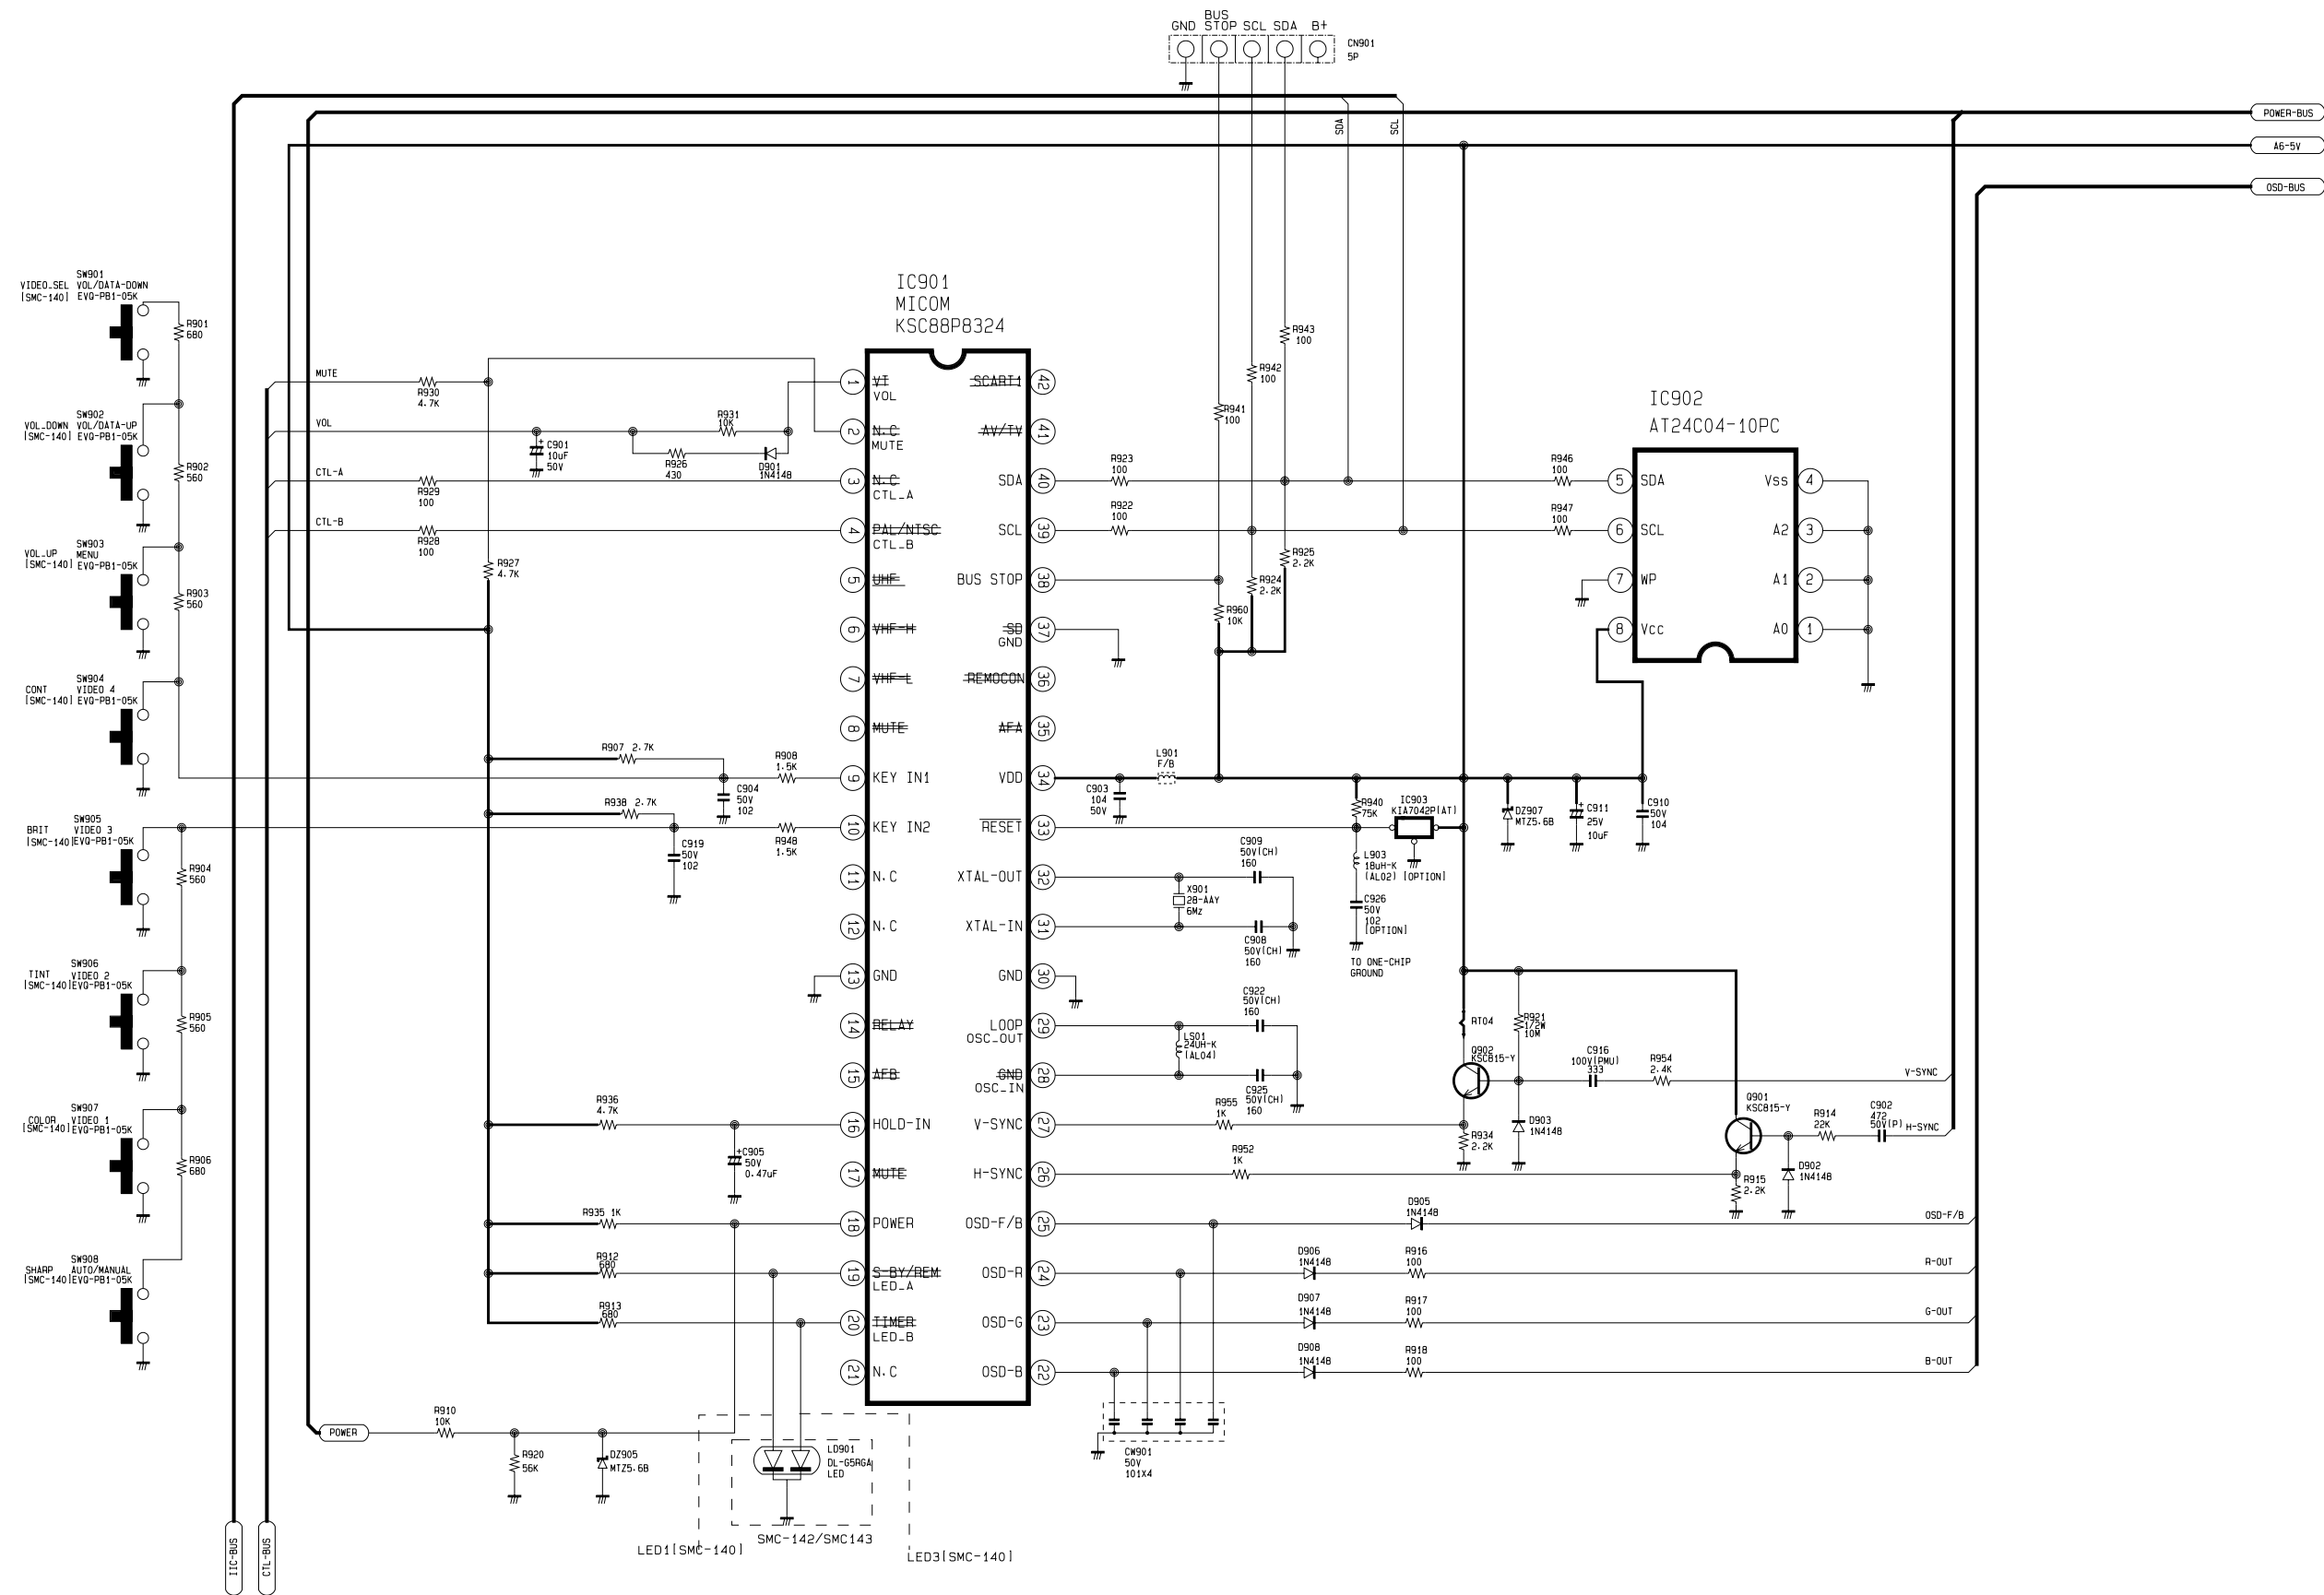 BUS
GND STOP SCL SDA B+
CN901
5P
POWER-BUS
A6-5V
OSD-BUS
SDA
SCL
SW901
VIDEO_SEL VOL/DATA-DOWN
[SMC-140] EVQ-PB1-05K
R901
680
SW902
VOL_DOWN VOL/DATA-UP
[SMC-140] EVQ-PB1-05K
R902
560
SW903
VOL_UP MENU
[SMC-140] EVQ-PB1-05K
R903
560
SW904
CONT VIDEO 4
[SMC-140] EVQ-PB1-05K
SW905
BRIT VIDEO 3
[SMC-140]EVQ-PB1-05K
R904
560
SW906
TINT VIDEO 2
[SMC-140]EVQ-PB1-05K
R905
560
SW907
COLOR VIDEO 1
[SMC-140]EVQ-PB1-05K
R906
680
SW908
SHARP AUTO/MANUAL
[SMC-140]EVQ-PB1-05K
IIC-BUS
CTL-BUS
MUTE
R930
4.7K
VOL
C901
10uF
50V
R931
10K
R926
430
D901
1N4148
CTL-A
R929
100
CTL-B
R928
100
R927
4.7K
R907 2.7K
R908
1.5K
C904
50V
102
R938 2.7K
R948
1.5K
C919
50V
102
R936
4.7K
+C905
50V
0.47uF
R935 1K
R912
680
R913
680
POWER
R910
10K
R920
56K
DZ905
MTZ5.6B
LD901
DL-G5RGA
LED
SMC-142/SMC143
LED1[SMC-140]
LED3[SMC-140]
IC901
MICOM
KSC88P8324
1 VT
VOL
2 N.C
MUTE
3 N.C
CTL_A
4 PAL/NTSC
CTL_B
5 UHF
6 VHF-H
7 VHF-L
8 MUTE
9 KEY IN1
10 KEY IN2
11 N.C
12 N.C
13 GND
14 RELAY
15 AFB
16 HOLD-IN
17 MUTE
18 POWER
19 S-BY/REM
LED_A
20 TIMER
LED_B
21 N.C
SCART1 42
AV/TV 41
SDA 40
SCL 39
BUS STOP 38
SD 37
GND
REMOCON 36
AFA 35
VDD 34
RESET 33
XTAL-OUT 32
XTAL-IN 31
GND 30
LOOP 29
OSC_OUT
GND 28
OSC_IN
V-SYNC 27
H-SYNC 26
OSD-F/B 25
OSD-R 24
OSD-G 23
OSD-B 22
R943
100
R942
100
R941
100
R923
100
R922
100
R925
2.2K
R924
2.2K
R960
10K
R946
100
R947
100
IC902
AT24C04-10PC
5 SDA Vss 4
6 SCL A2 3
7 WP A1 2
8 Vcc A0 1
L901
F/B
C903
104
50V
R940
75K
IC903
KIA7042P[AT]
DZ907
MTZ5.6B
+ C911
25V
10uF
C910
50V
104
L903
18uH-K
(AL02) [OPTION]
C926
50V
102
[OPTION]
TO ONE-CHIP
GROUND
C909
50V(CH)
160
X901
28-AAY
6Mz
C908
50V(CH)
160
C922
50V(CH)
160
LS01
24UH-K
(AL04)
C925
50V(CH)
160
RT04
R921
1/2W
10M
Q902
KSC815-Y
C916
100V(PMU)
333
R954
2.4K
V-SYNC
R955
1K
R934
2.2K
D903
1N4148
Q901
KSC815-Y
R914
22K
C902
472
50V(P) H-SYNC
R952
1K
R915
2.2K
D902
1N4148
D905
1N4148
OSD-F/B
D906
1N4148
R916
100
R-OUT
D907
1N4148
R917
100
G-OUT
D908
1N4148
R918
100
B-OUT
CW901
50V
101X4